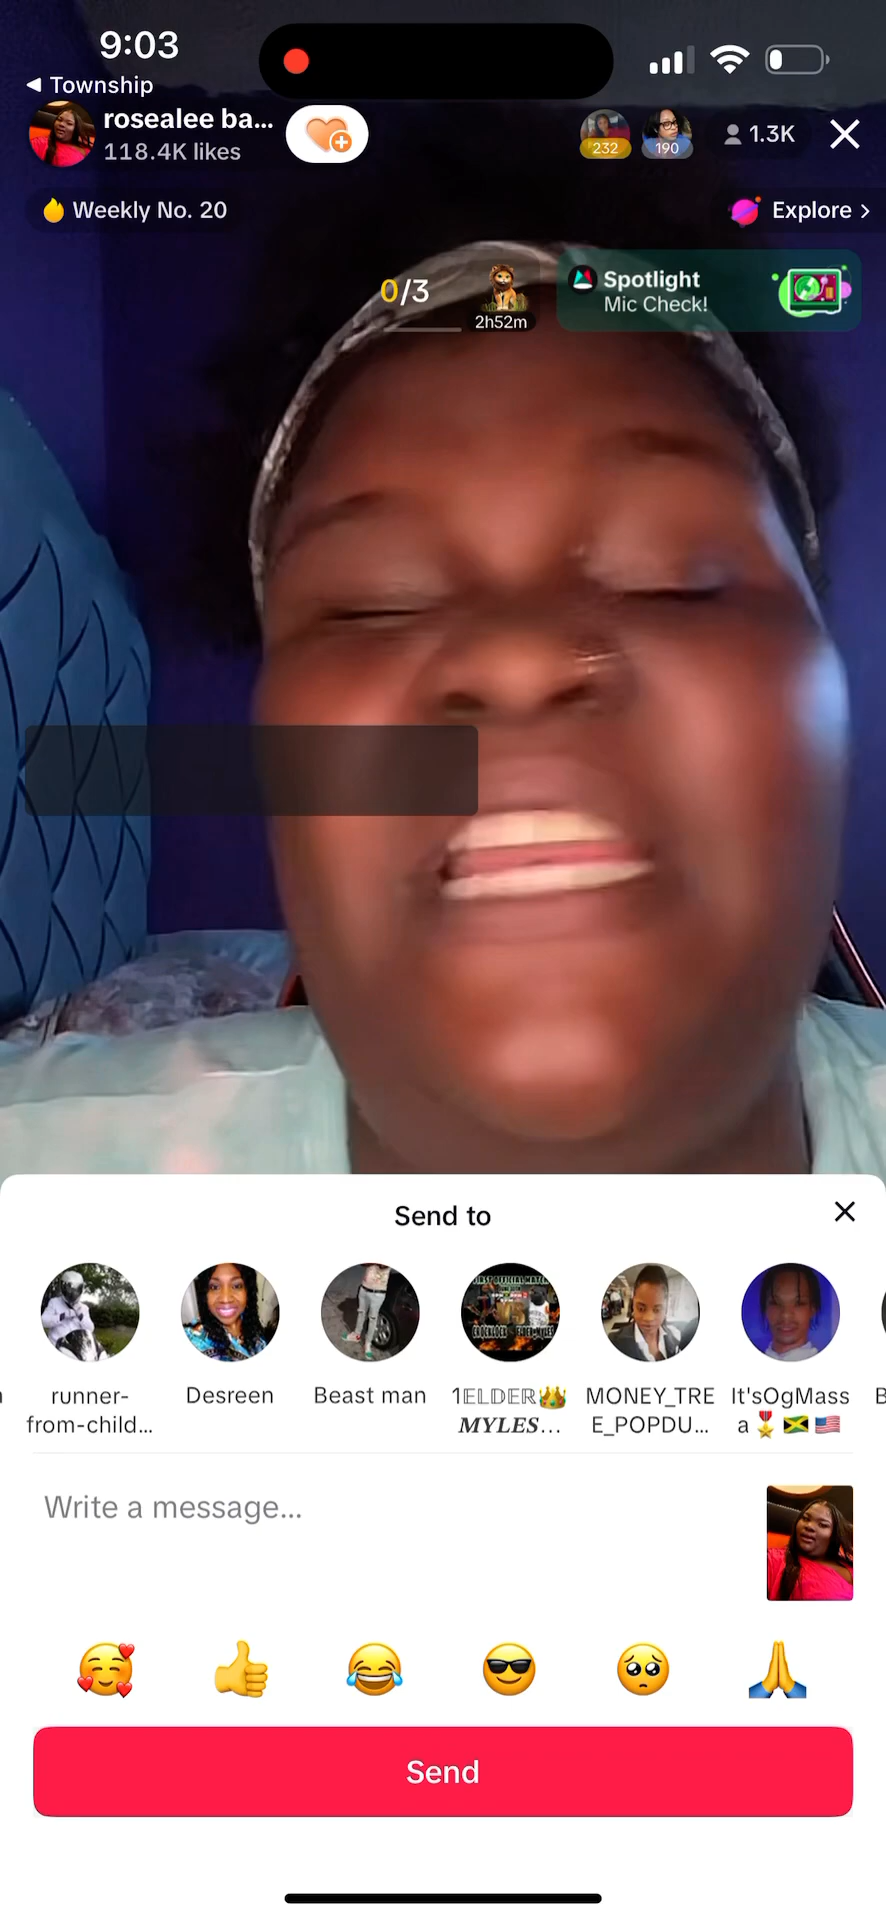 9:03
Township
rosealee ba...
118.4K likes
232
190
1.3K
Weekly No. 20
Explore
0/3
2h52m
Spotlight
Mic Check!
Send to
runner-
from-child...
Desreen
Beast man
1𝔼𝕃𝔻𝔼ℝ👑
𝑴𝒀𝑳𝑬𝑺...
MONEY_TRE
E_POPDU...
It'sOgMass
a🎖️🇯🇲🇺🇸
B
Write a message...
Send